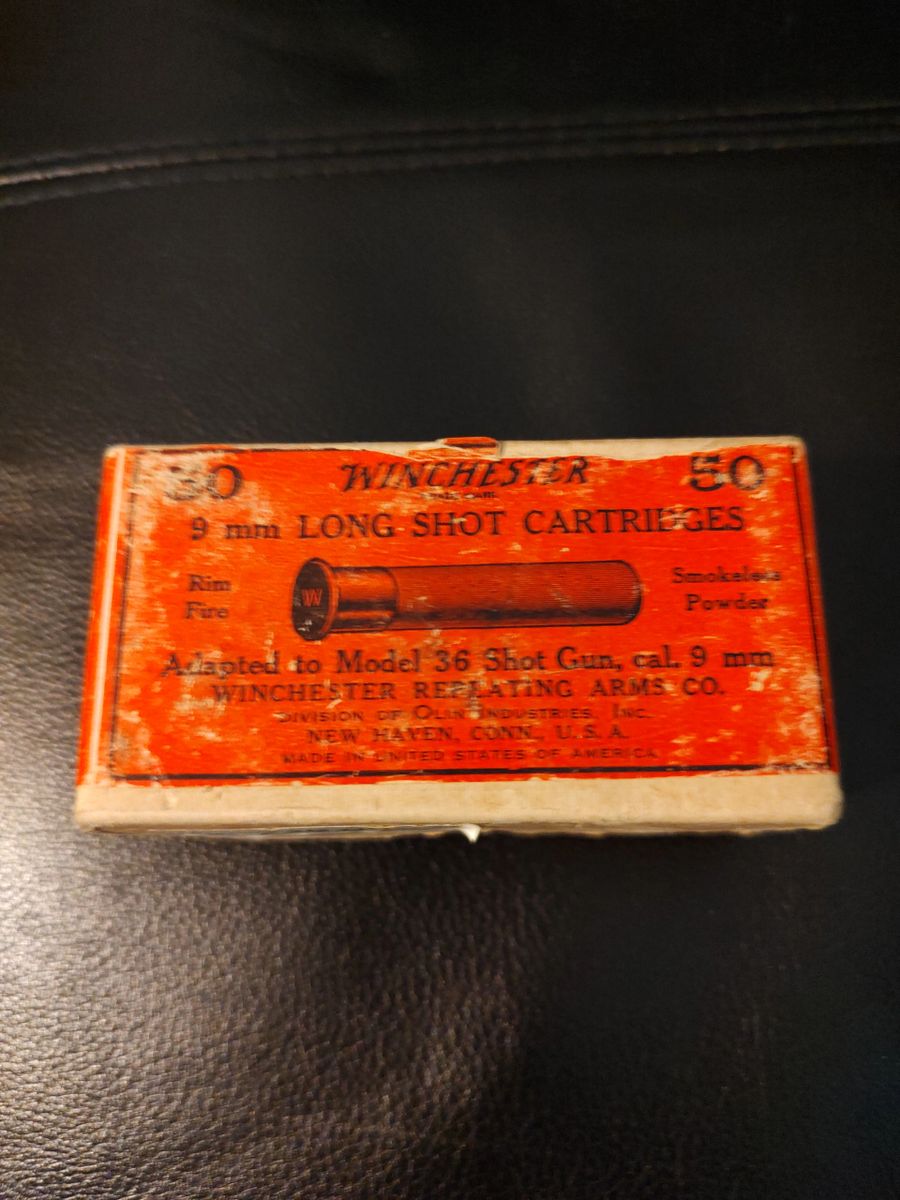 50 WINCHESTER 50
TRADE MARK
9 mm LONG SHOT CARTRIDGES
Rim Fire
W
Smokeless Powder
Adapted to Model 36 Shot Gun, cal. 9 mm
WINCHESTER REPEATING ARMS CO.
DIVISION OF OLIN INDUSTRIES, INC.
NEW HAVEN, CONN., U.S.A.
MADE IN UNITED STATES OF AMERICA